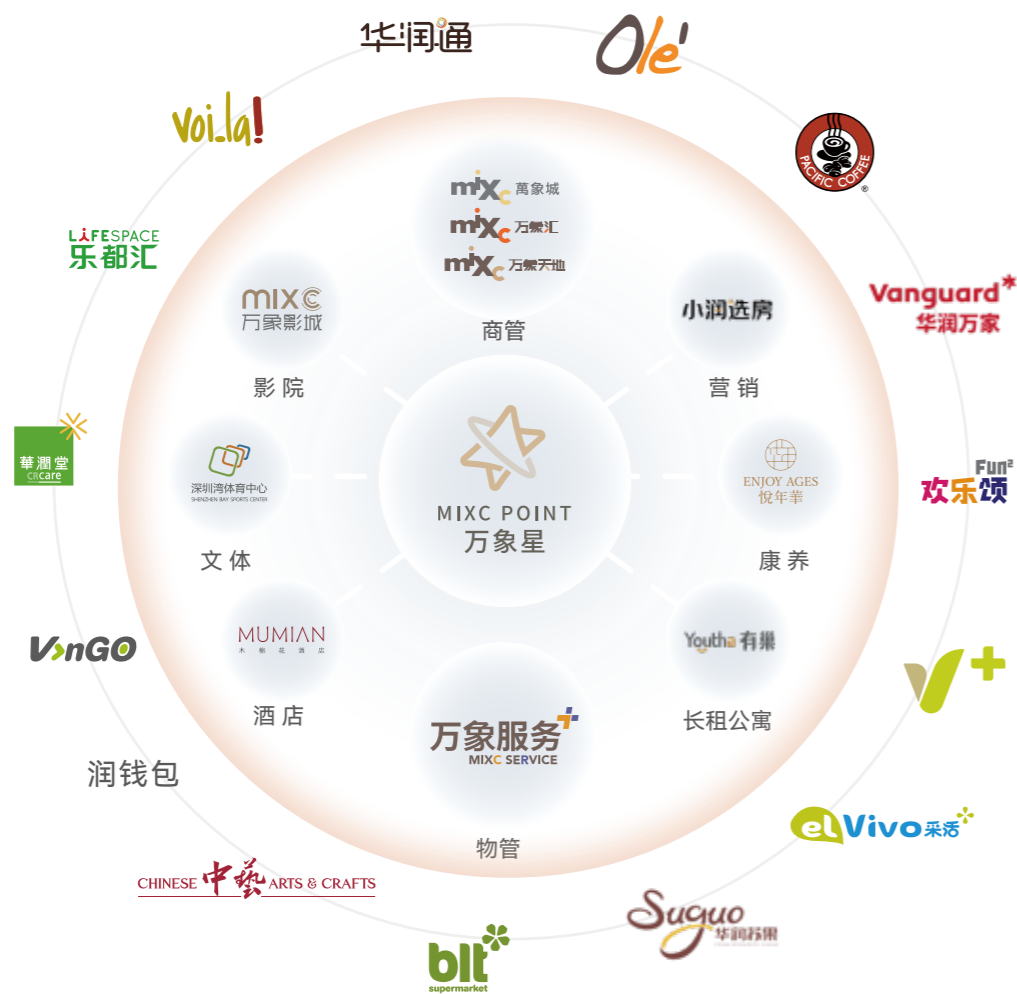 华润通
Olé
voi_la!
PACIFIC COFFEE
®
mixc 萬象城
mixc 万象汇
mixc 万象天地
商管
LIFESPACE
乐都汇
MIXC
万象影城
影院
小润选房
营销
Vanguard*
华润万家
華潤堂
CRcare
深圳湾体育中心
SHENZHEN BAY SPORTS CENTER
文体
MIXC POINT
万象星
ENJOY AGES
悅年華
康养
Fun²
欢乐颂
VnGO
MUMIAN
木棉花酒店
酒店
Youtha 有巢
长租公寓
V+
润钱包
万象服务+
MIXC SERVICE
物管
elVivo 采活
CHINESE 中藝 ARTS & CRAFTS
Suguo
华润苏果
blt
supermarket